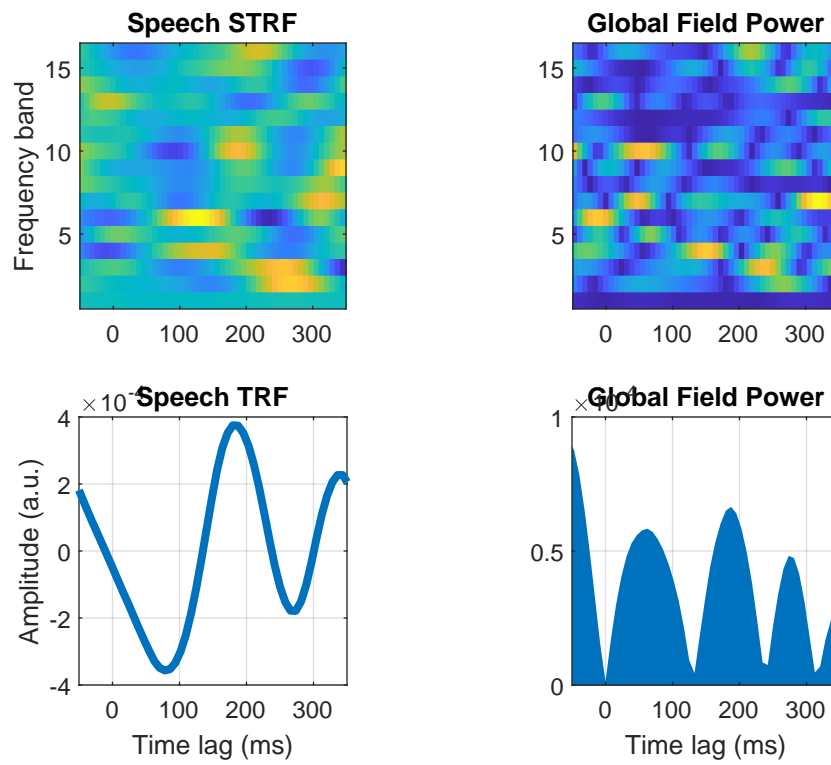 Speech STRF
Frequency band
15
10
5
0 100 200 300
Global Field Power
15
10
5
0 100 200 300
Speech TRF
×10-4
Amplitude (a.u.)
4
2
0
-2
-4
0 100 200 300
Time lag (ms)
Global Field Power
1
0.5
0
0 100 200 300
Time lag (ms)